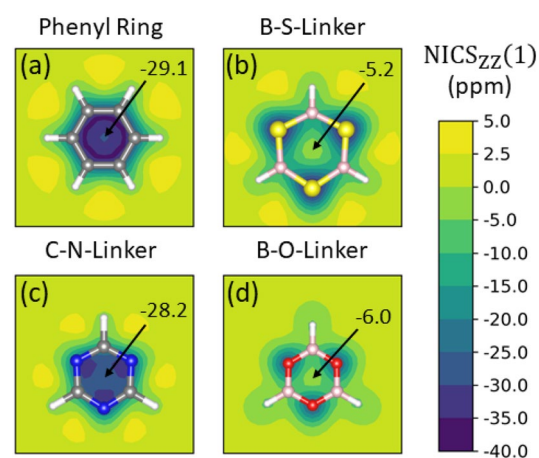 Phenyl Ring
B-S-Linker
NICS_ZZ(1)
(ppm)
(a)
-29.1
(b)
-5.2
C-N-Linker
B-O-Linker
(c)
-28.2
(d)
-6.0
5.0
2.5
0.0
-5.0
-10.0
-15.0
-20.0
-25.0
-30.0
-35.0
-40.0